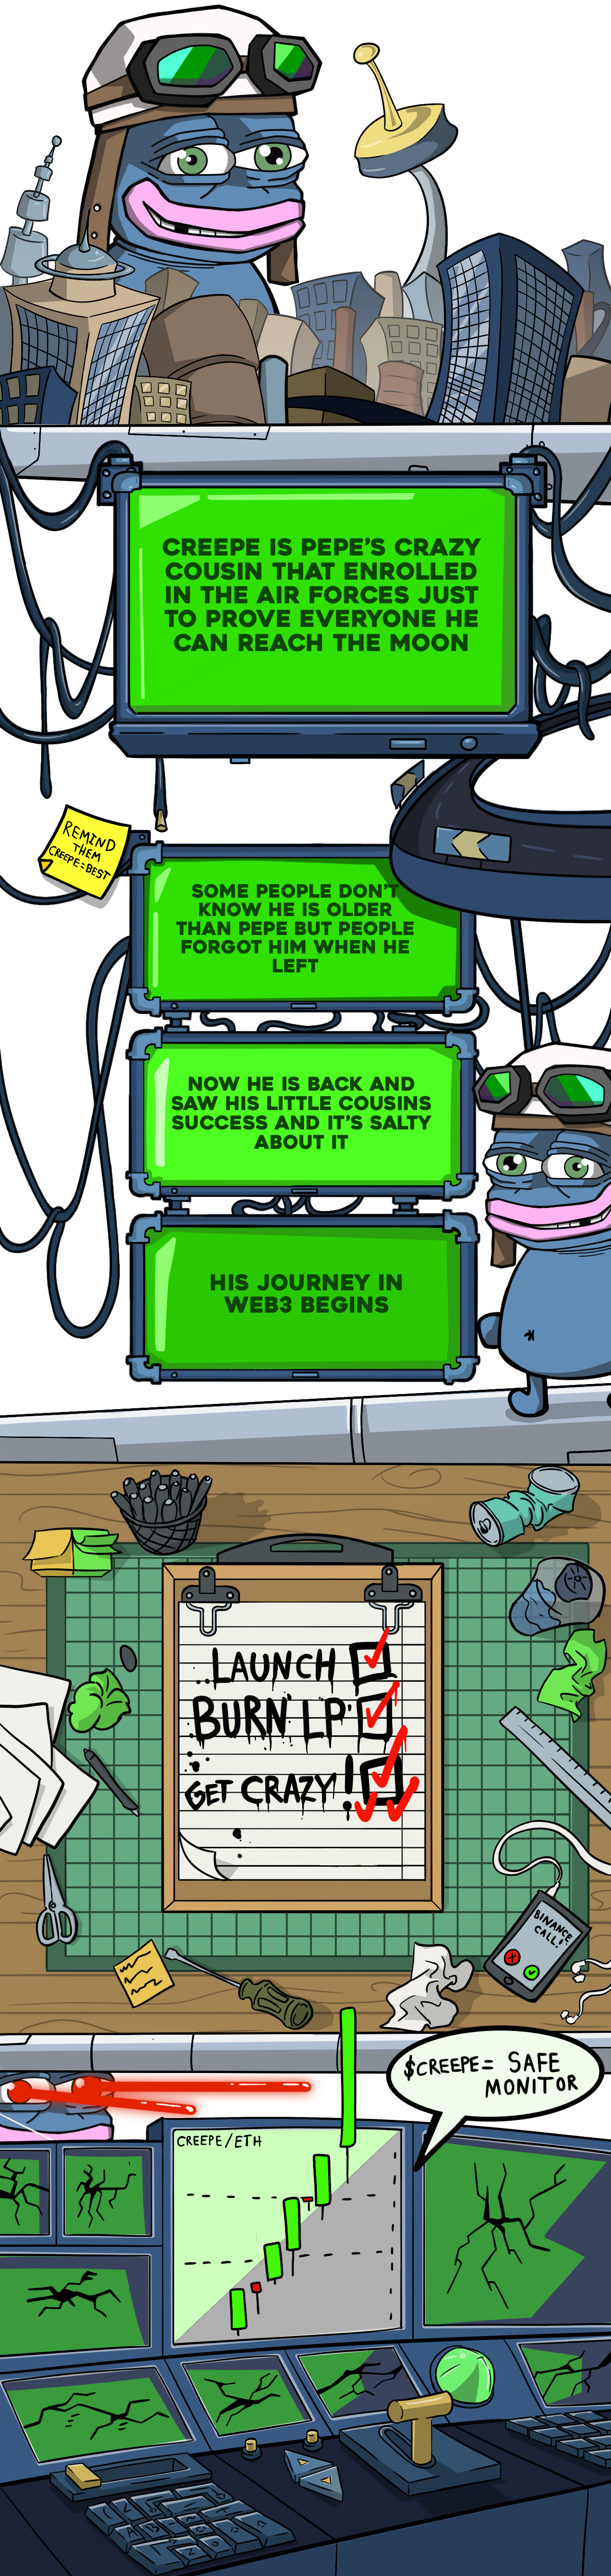 CREEPE IS PEPE'S CRAZY
COUSIN THAT ENROLLED
IN THE AIR FORCES JUST
TO PROVE EVERYONE HE
CAN REACH THE MOON
REMIND
THEM
CREEPE=BEST
SOME PEOPLE DON'T
KNOW HE IS OLDER
THAN PEPE BUT PEOPLE
FORGOT HIM WHEN HE
LEFT
NOW HE IS BACK AND
SAW HIS LITTLE COUSINS
SUCCESS AND IT'S SALTY
ABOUT IT
HIS JOURNEY IN
WEB3 BEGINS
LAUNCH
BURN LP
GET CRAZY!
BINANCE
CALL!
$CREEPE= SAFE
MONITOR
CREEPE/ETH